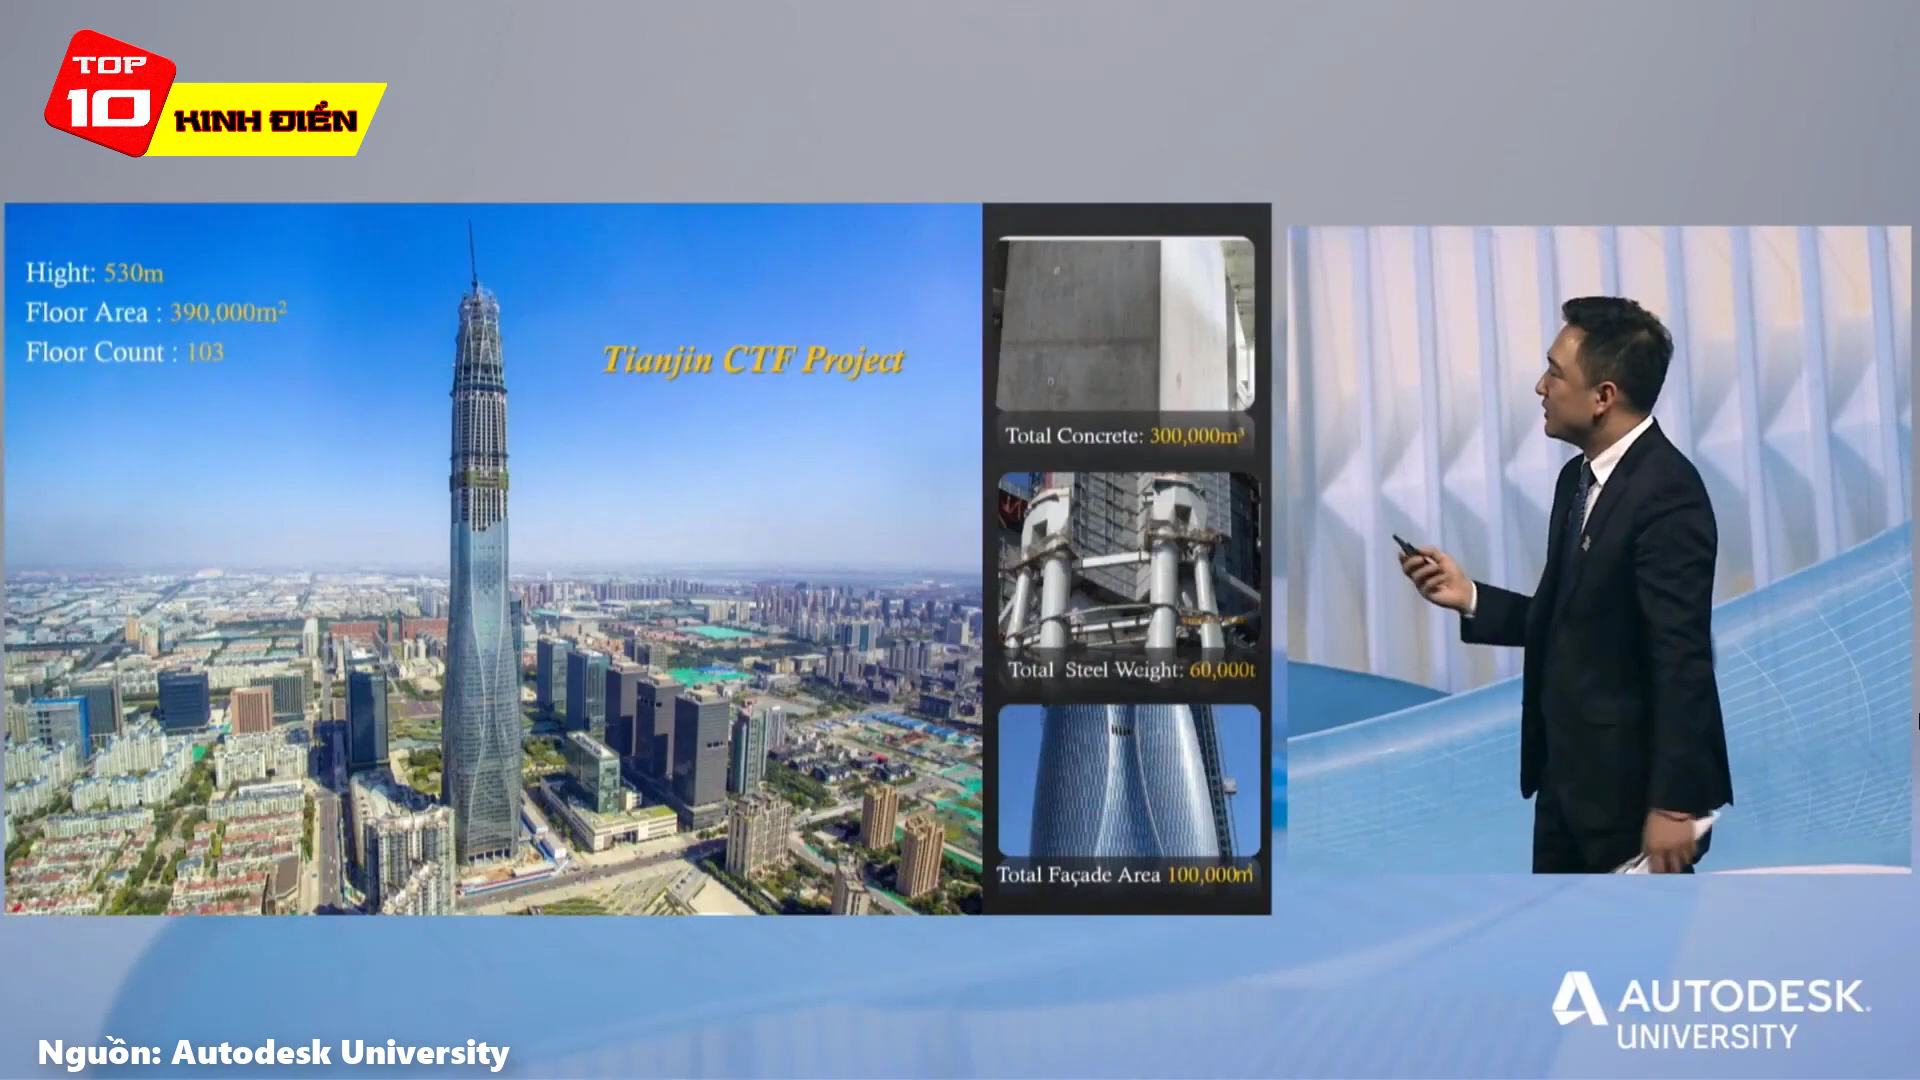 TOP
10
KINH ĐIỂN
Hight: 530m
Floor Area : 390,000m²
Floor Count : 103
Tianjin CTF Project
Total Concrete: 300,000m³
Total Steel Weight: 60,000t
Total Façade Area 100,000㎡
AUTODESK.
UNIVERSITY
Nguồn: Autodesk University